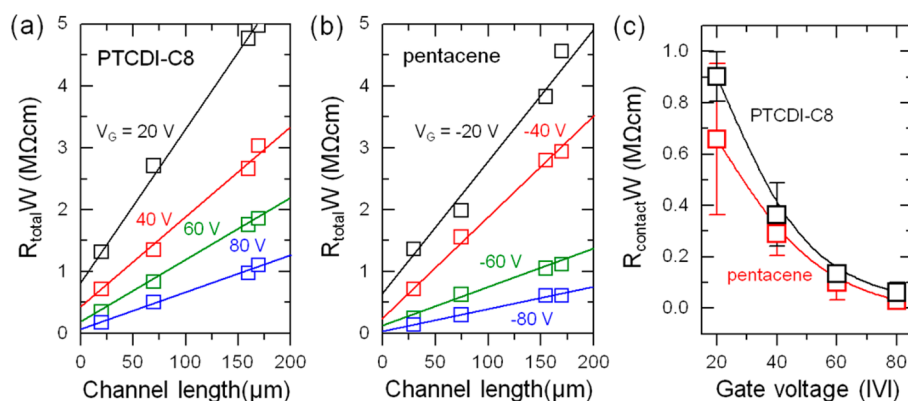 (a)
PTCDI-C8
V_G = 20 V
40 V
60 V
80 V
5
4
3
2
1
0
0 50 100 150 200
R_totalW (MΩcm)
Channel length(μm)
(b)
pentacene
V_G = -20 V
-40 V
-60 V
-80 V
5
4
3
2
1
0
0 50 100 150 200
R_totalW (MΩcm)
Channel length(μm)
(c)
PTCDI-C8
pentacene
1.0
0.8
0.6
0.4
0.2
0.0
20 40 60 80
R_contactW (MΩcm)
Gate voltage (IVI)